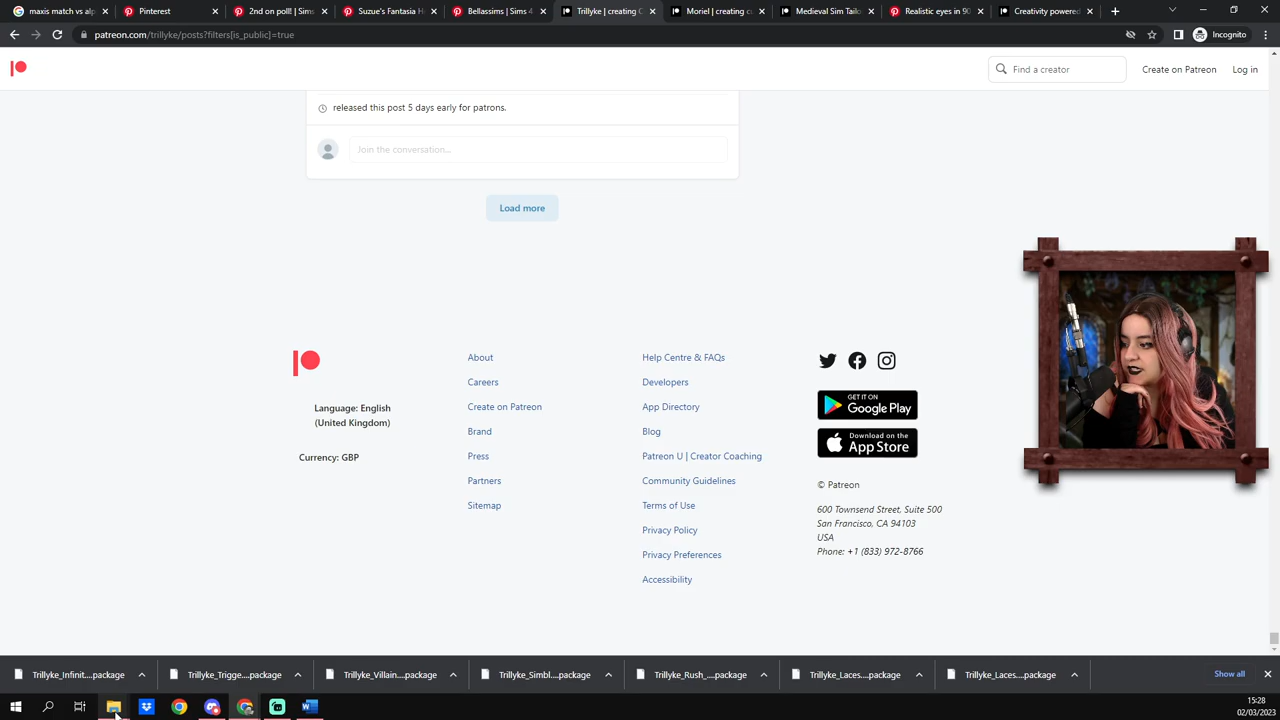 maxis match vs alp
Pinterest
2nd on poll! | Sims
Suzue's Fantasia H
Bellassims | Sims 4
Trillyke | creating C
Moriel | creating cu
Medieval Sim Tailo
Realistic eyes in 90
Creativity powered
patreon.com/trillyke/posts?filters[is_public]=true
Incognito
Find a creator
Create on Patreon
Log in
released this post 5 days early for patrons.
Join the conversation...
Load more
Language: English
(United Kingdom)
Currency: GBP
About
Careers
Create on Patreon
Brand
Press
Partners
Sitemap
Help Centre & FAQs
Developers
App Directory
Blog
Patreon U | Creator Coaching
Community Guidelines
Terms of Use
Privacy Policy
Privacy Preferences
Accessibility
GET IT ON
Google Play
Download on the
App Store
© Patreon
600 Townsend Street, Suite 500
San Francisco, CA 94103
USA
Phone: +1 (833) 972-8766
Trillyke_Infinit....package
Trillyke_Trigge....package
Trillyke_Villain....package
Trillyke_Simbl....package
Trillyke_Rush_....package
Trillyke_Laces....package
Trillyke_Laces....package
Show all
15:28
02/03/2023